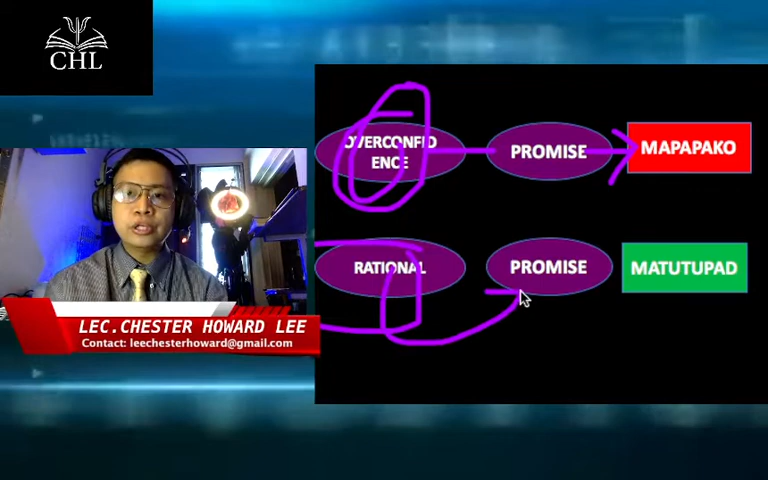 CHL
OVERCONFID
ENCE
PROMISE
MAPAPAKO
RATIONAL
PROMISE
MATUTUPAD
LEC.CHESTER HOWARD LEE
Contact: leechesterhoward@gmail.com